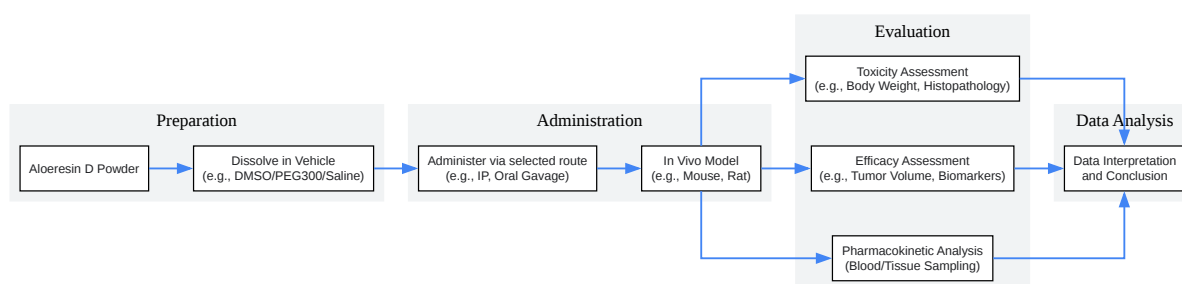 Preparation
Aloeresin D Powder
Dissolve in Vehicle
(e.g., DMSO/PEG300/Saline)
Administration
Administer via selected route
(e.g., IP, Oral Gavage)
In Vivo Model
(e.g., Mouse, Rat)
Evaluation
Toxicity Assessment
(e.g., Body Weight, Histopathology)
Efficacy Assessment
(e.g., Tumor Volume, Biomarkers)
Pharmacokinetic Analysis
(Blood/Tissue Sampling)
Data Analysis
Data Interpretation
and Conclusion